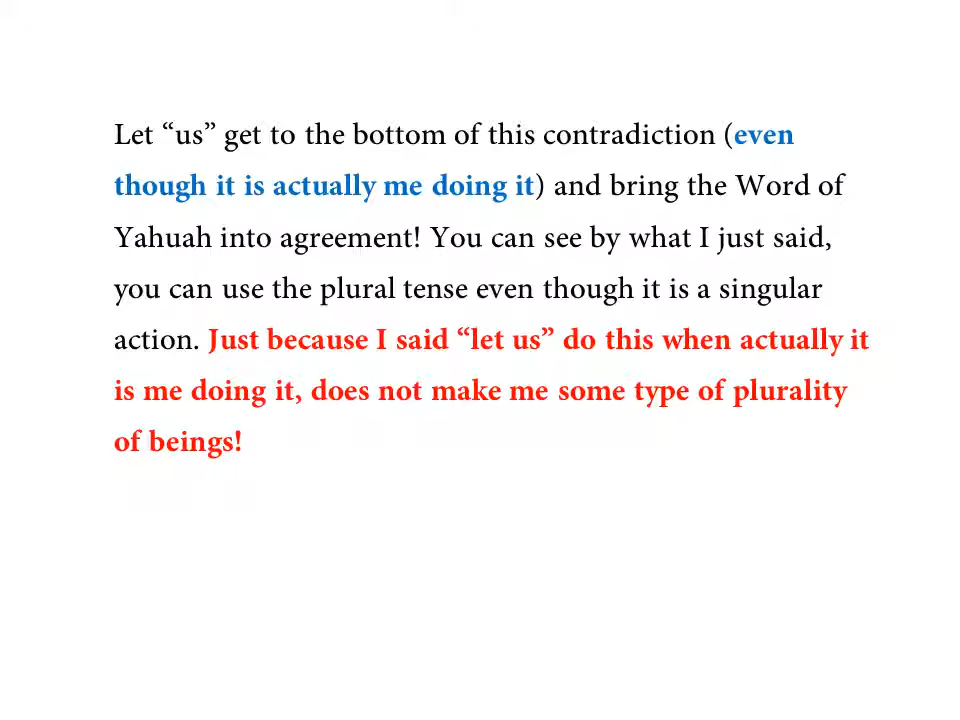 Let “us” get to the bottom of this contradiction (even
though it is actually me doing it) and bring the Word of
Yahuah into agreement! You can see by what I just said,
you can use the plural tense even though it is a singular
action. Just because I said “let us” do this when actually it
is me doing it, does not make me some type of plurality
of beings!